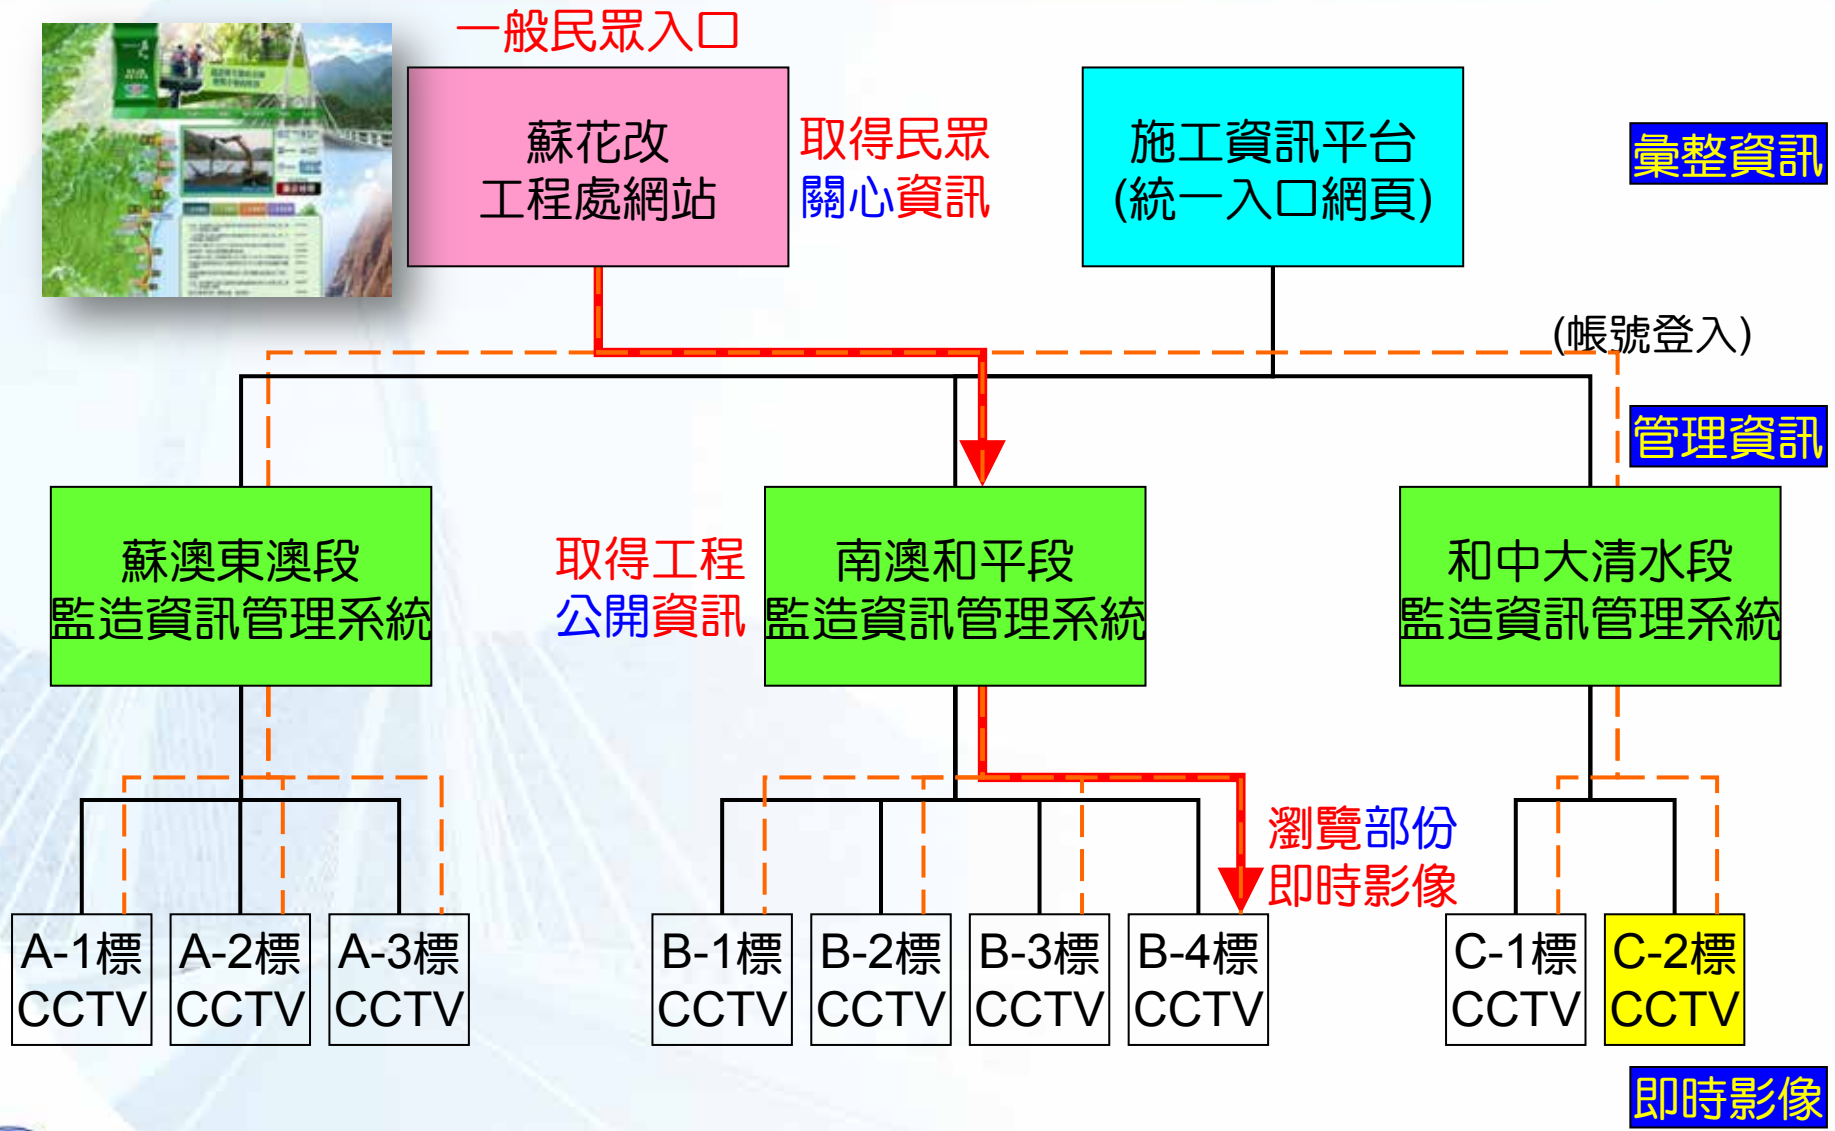 一般民眾入口
蘇花改
工程處網站
取得民眾
關心資訊
施工資訊平台
(統一入口網頁)
彙整資訊
(帳號登入)
管理資訊
蘇澳東澳段
監造資訊管理系統
取得工程
公開資訊
南澳和平段
監造資訊管理系統
和中大清水段
監造資訊管理系統
瀏覽部份
即時影像
A-1標
CCTV
A-2標
CCTV
A-3標
CCTV
B-1標
CCTV
B-2標
CCTV
B-3標
CCTV
B-4標
CCTV
C-1標
CCTV
C-2標
CCTV
即時影像